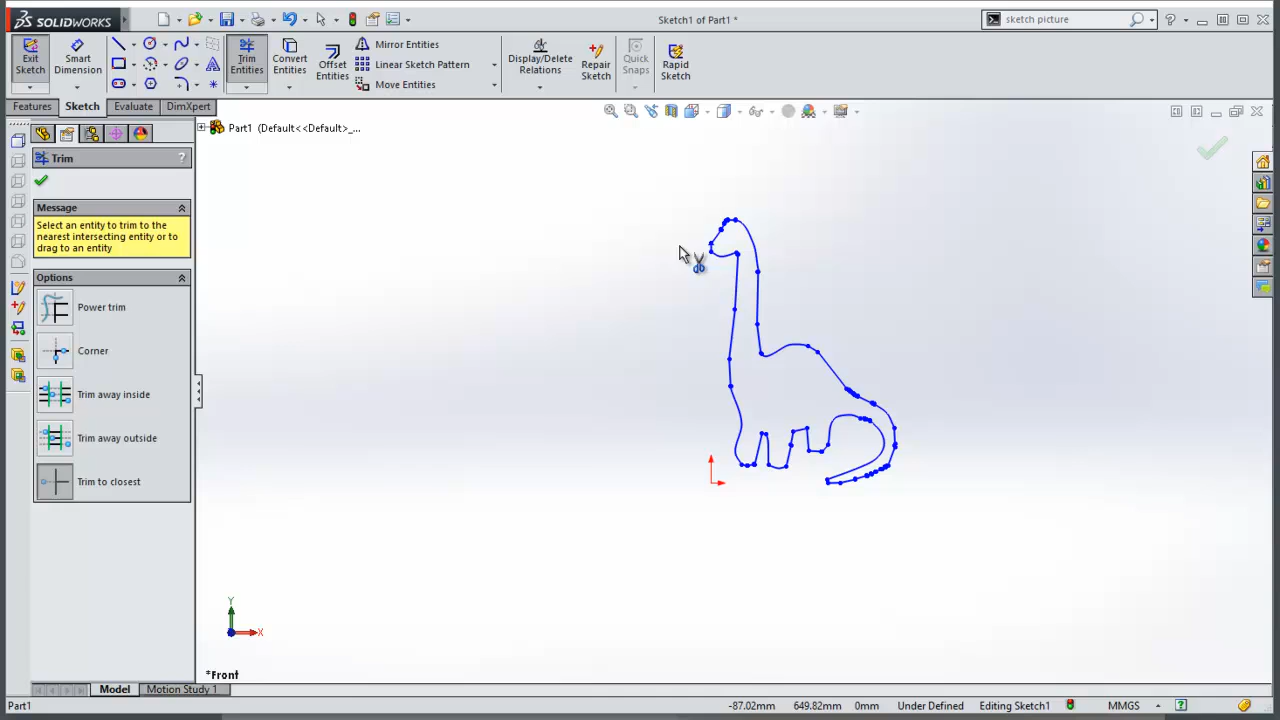 SOLIDWORKS
Sketch1 of Part1 *
sketch picture
Exit Sketch
Smart Dimension
Trim Entities
Convert Entities
Offset Entities
Mirror Entities
Linear Sketch Pattern
Move Entities
Display/Delete Relations
Repair Sketch
Quick Snaps
Rapid Sketch
Features
Sketch
Evaluate
DimXpert
Part1 (Default<<Default>_...
Trim
?
Message
Select an entity to trim to the
nearest intersecting entity or to
drag to an entity
Options
Power trim
Corner
Trim away inside
Trim away outside
Trim to closest
Y
X
*Front
Model
Motion Study 1
Part1
-87.02mm
649.82mm
0mm
Under Defined
Editing Sketch1
MMGS
?